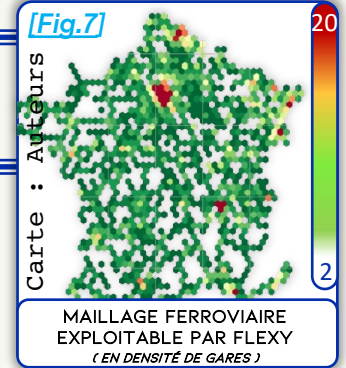 [Fig.7]
20
Carte : Auteurs
2
MAILLAGE FERROVIAIRE
EXPLOITABLE PAR FLEXY
( EN DENSITÉ DE GARES )